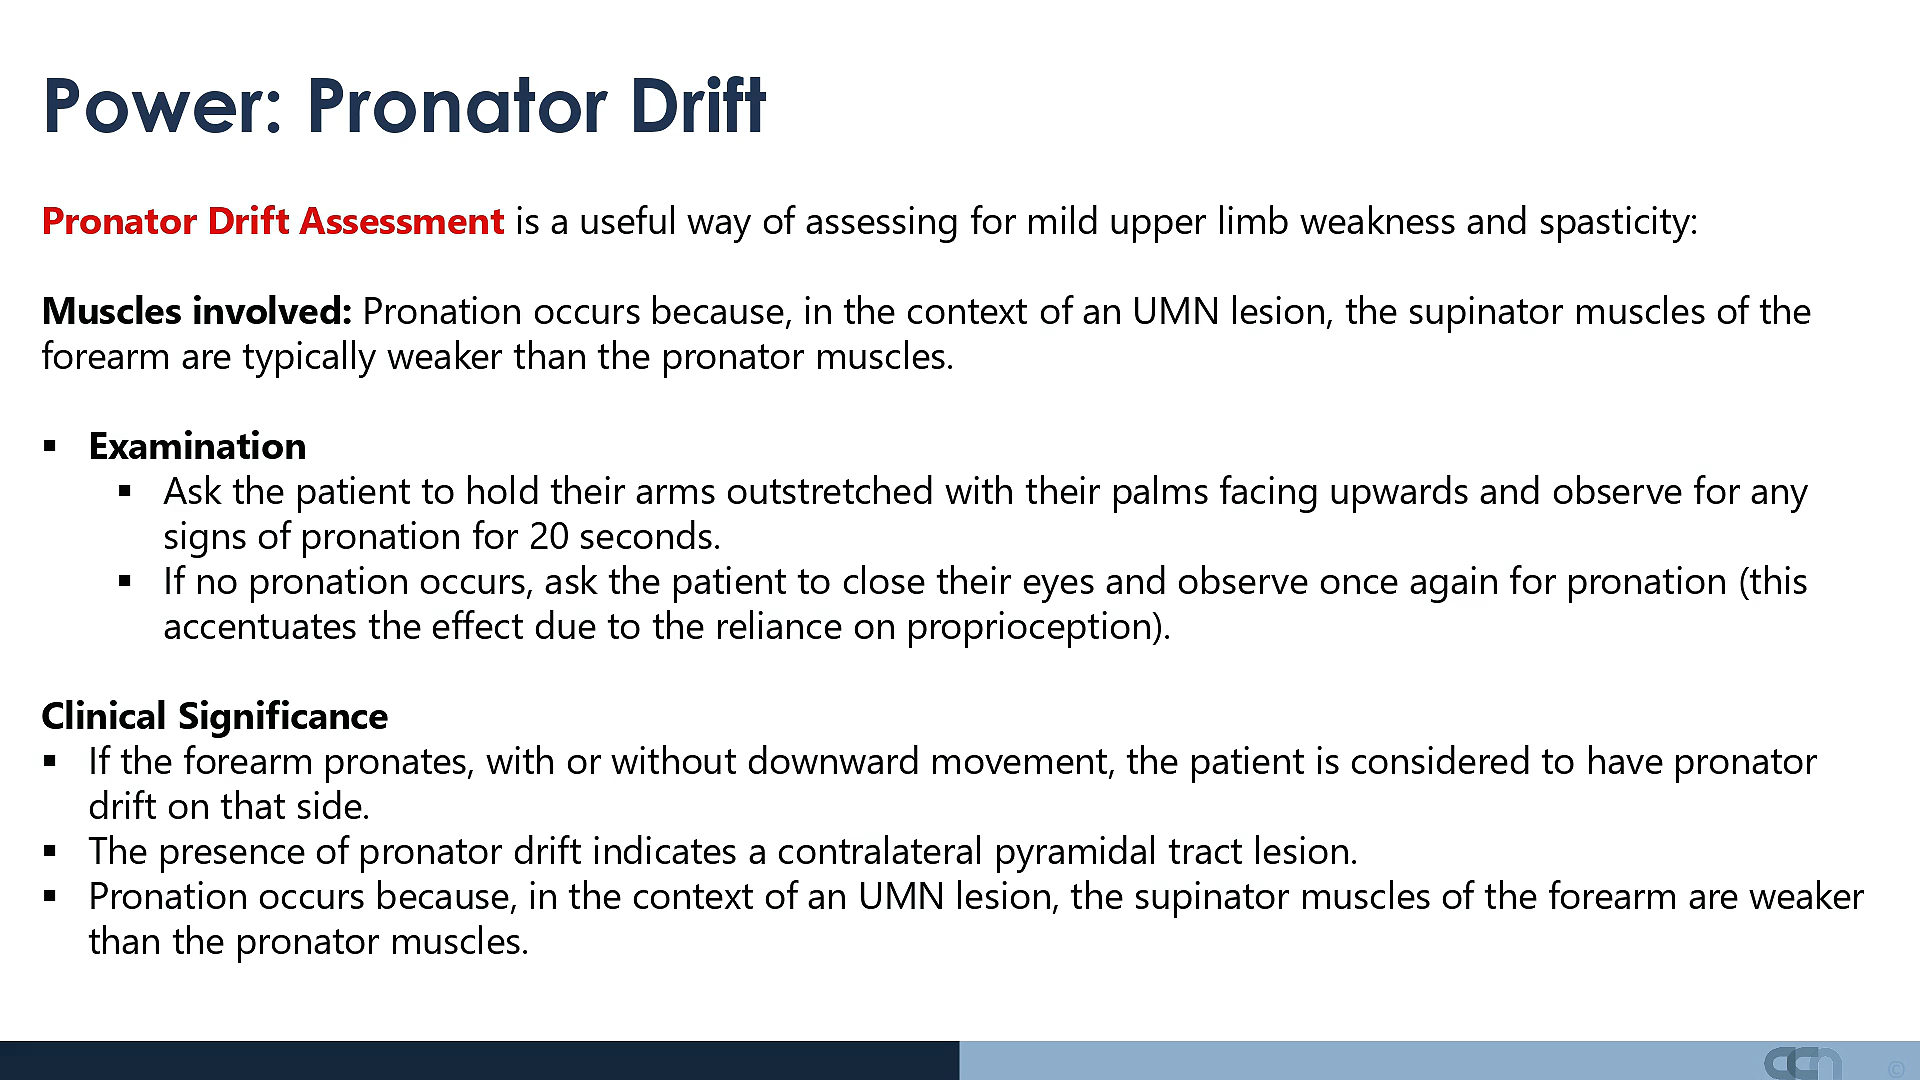 Power: Pronator Drift
Pronator Drift Assessment is a useful way of assessing for mild upper limb weakness and spasticity:
Muscles involved: Pronation occurs because, in the context of an UMN lesion, the supinator muscles of the
forearm are typically weaker than the pronator muscles.
▪ Examination
▪ Ask the patient to hold their arms outstretched with their palms facing upwards and observe for any
signs of pronation for 20 seconds.
▪ If no pronation occurs, ask the patient to close their eyes and observe once again for pronation (this
accentuates the effect due to the reliance on proprioception).
Clinical Significance
▪ If the forearm pronates, with or without downward movement, the patient is considered to have pronator
drift on that side.
▪ The presence of pronator drift indicates a contralateral pyramidal tract lesion.
▪ Pronation occurs because, in the context of an UMN lesion, the supinator muscles of the forearm are weaker
than the pronator muscles.
ccn ©